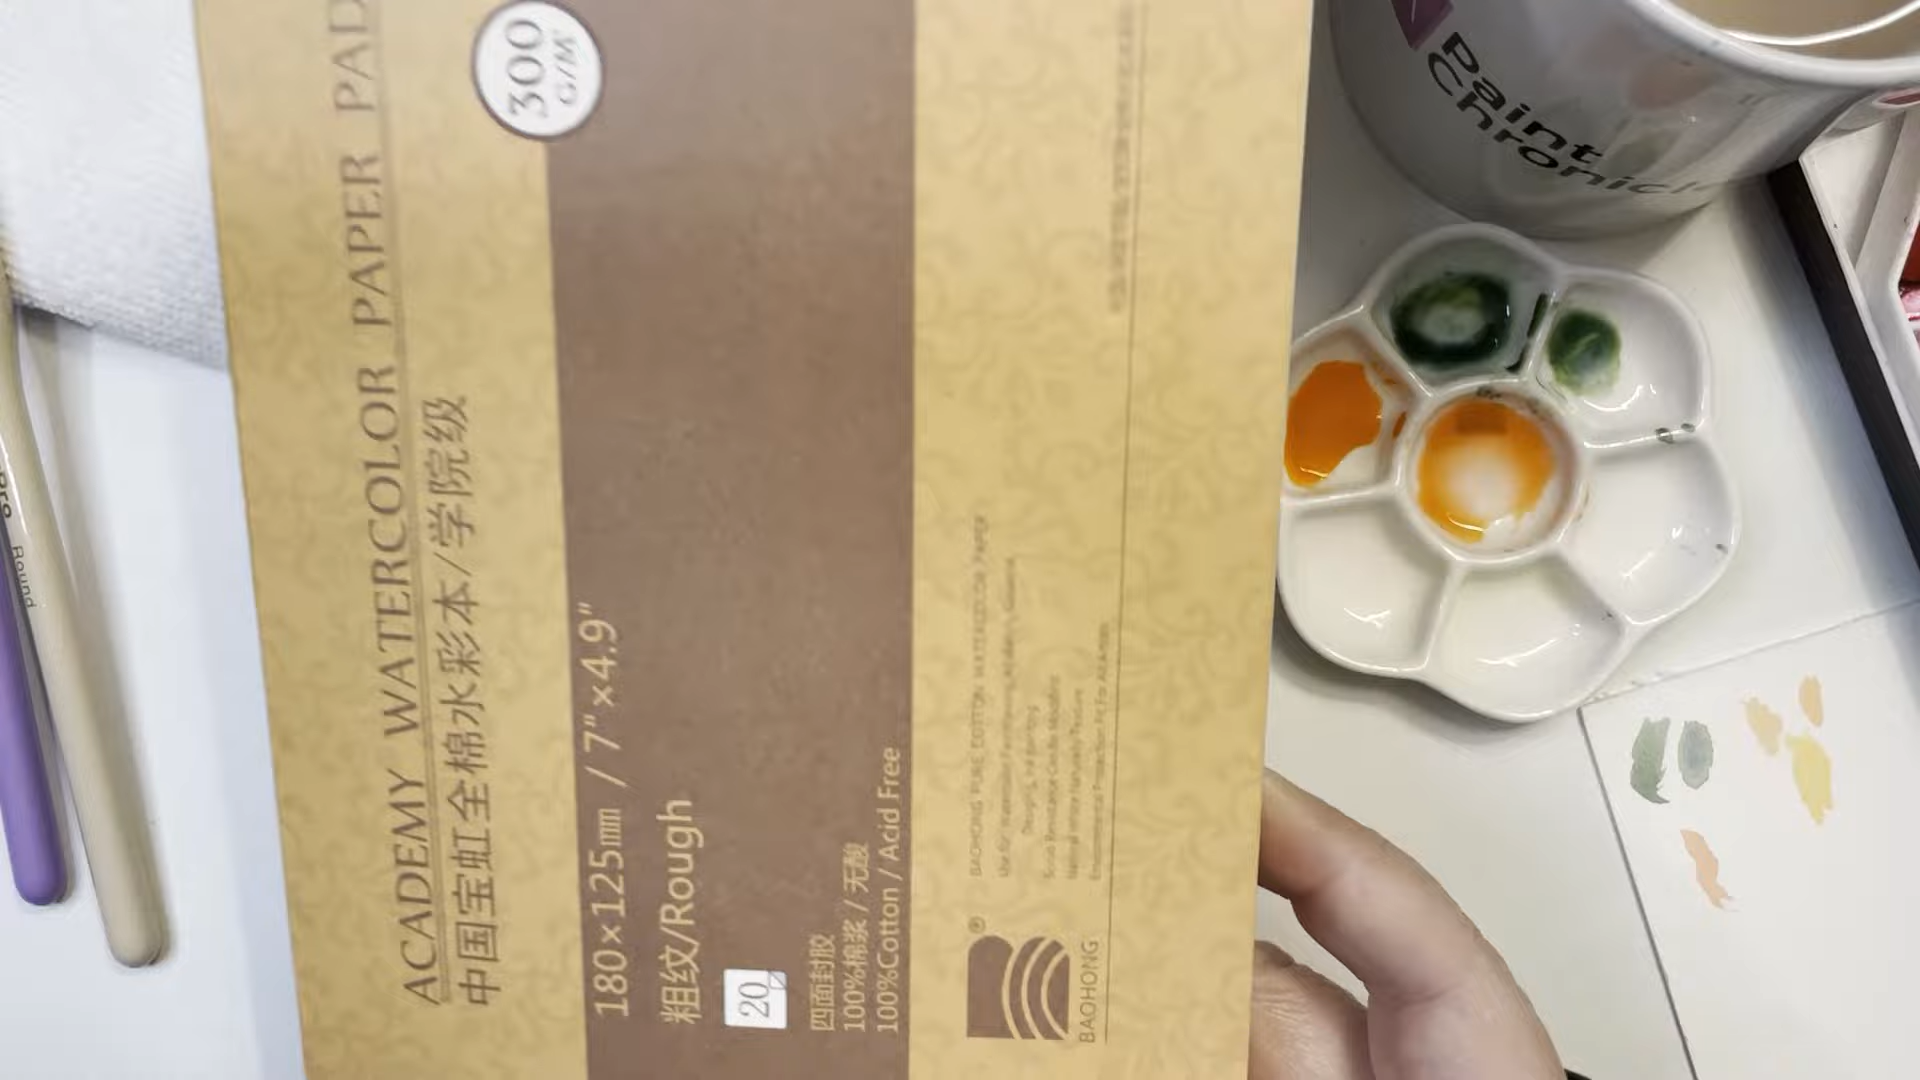 ACADEMY WATERCOLOR PAPER PAD
中国宝虹全棉水彩本/学院级
300
G/M²
180×125mm / 7"×4.9"
粗纹/Rough
20
四面封胶
100%棉浆 / 无酸
100%Cotton / Acid Free
BAOHONG PURE COTTON WATERCOLOR PAPER
BAOHONG
Paint
Chronicl
Round